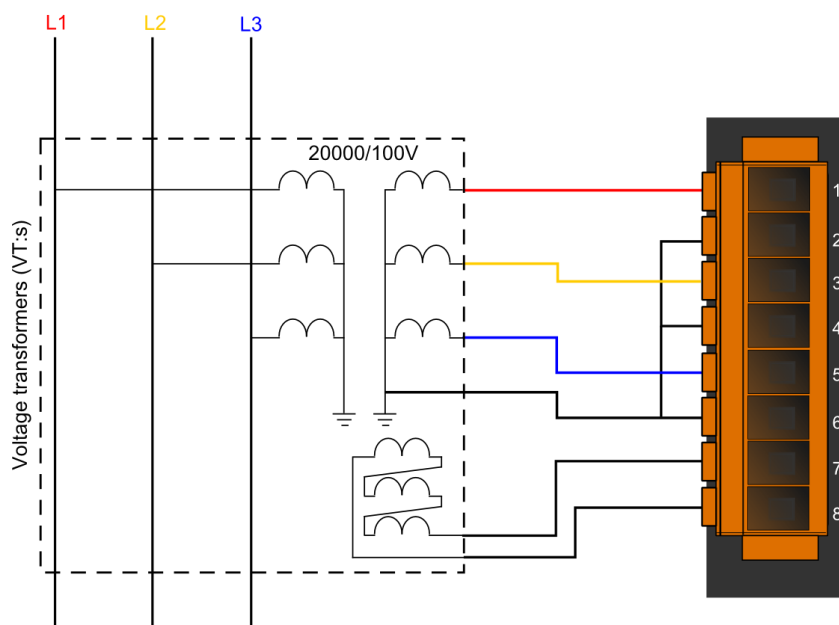 L1 L2 L3
20000/100V
Voltage transformers (VT:s)
1
2
3
4
5
6
7
8